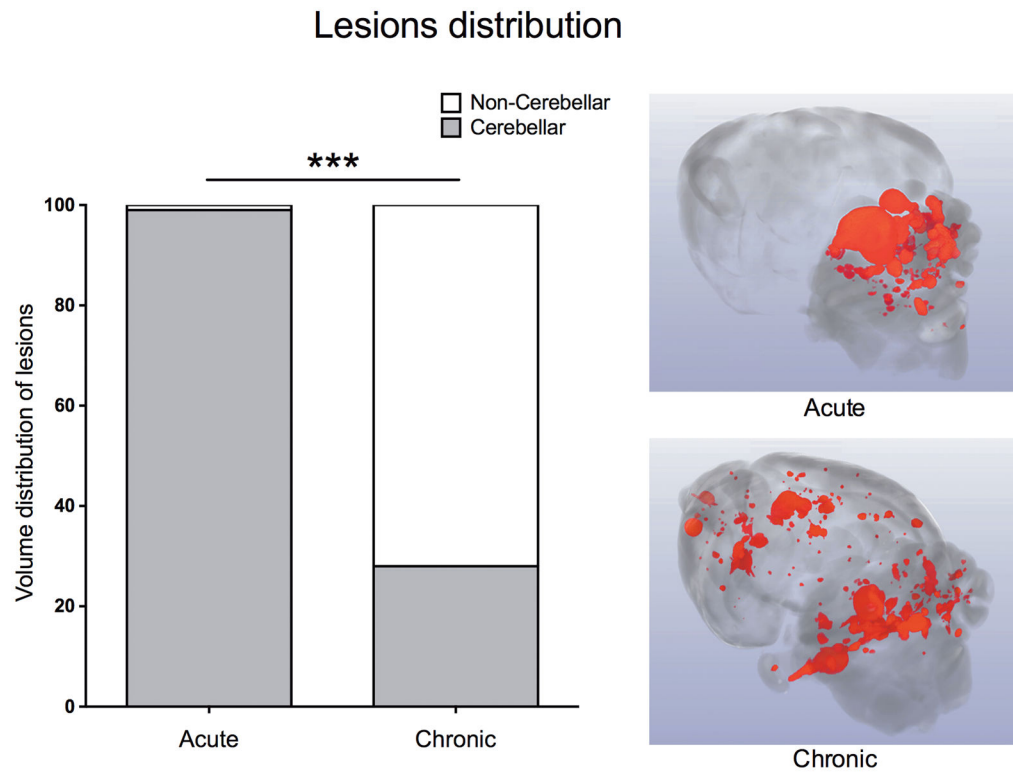 Lesions distribution
Non-Cerebellar
Cerebellar
***
100
80
60
40
20
0
Volume distribution of lesions
Acute
Chronic
Acute
Chronic